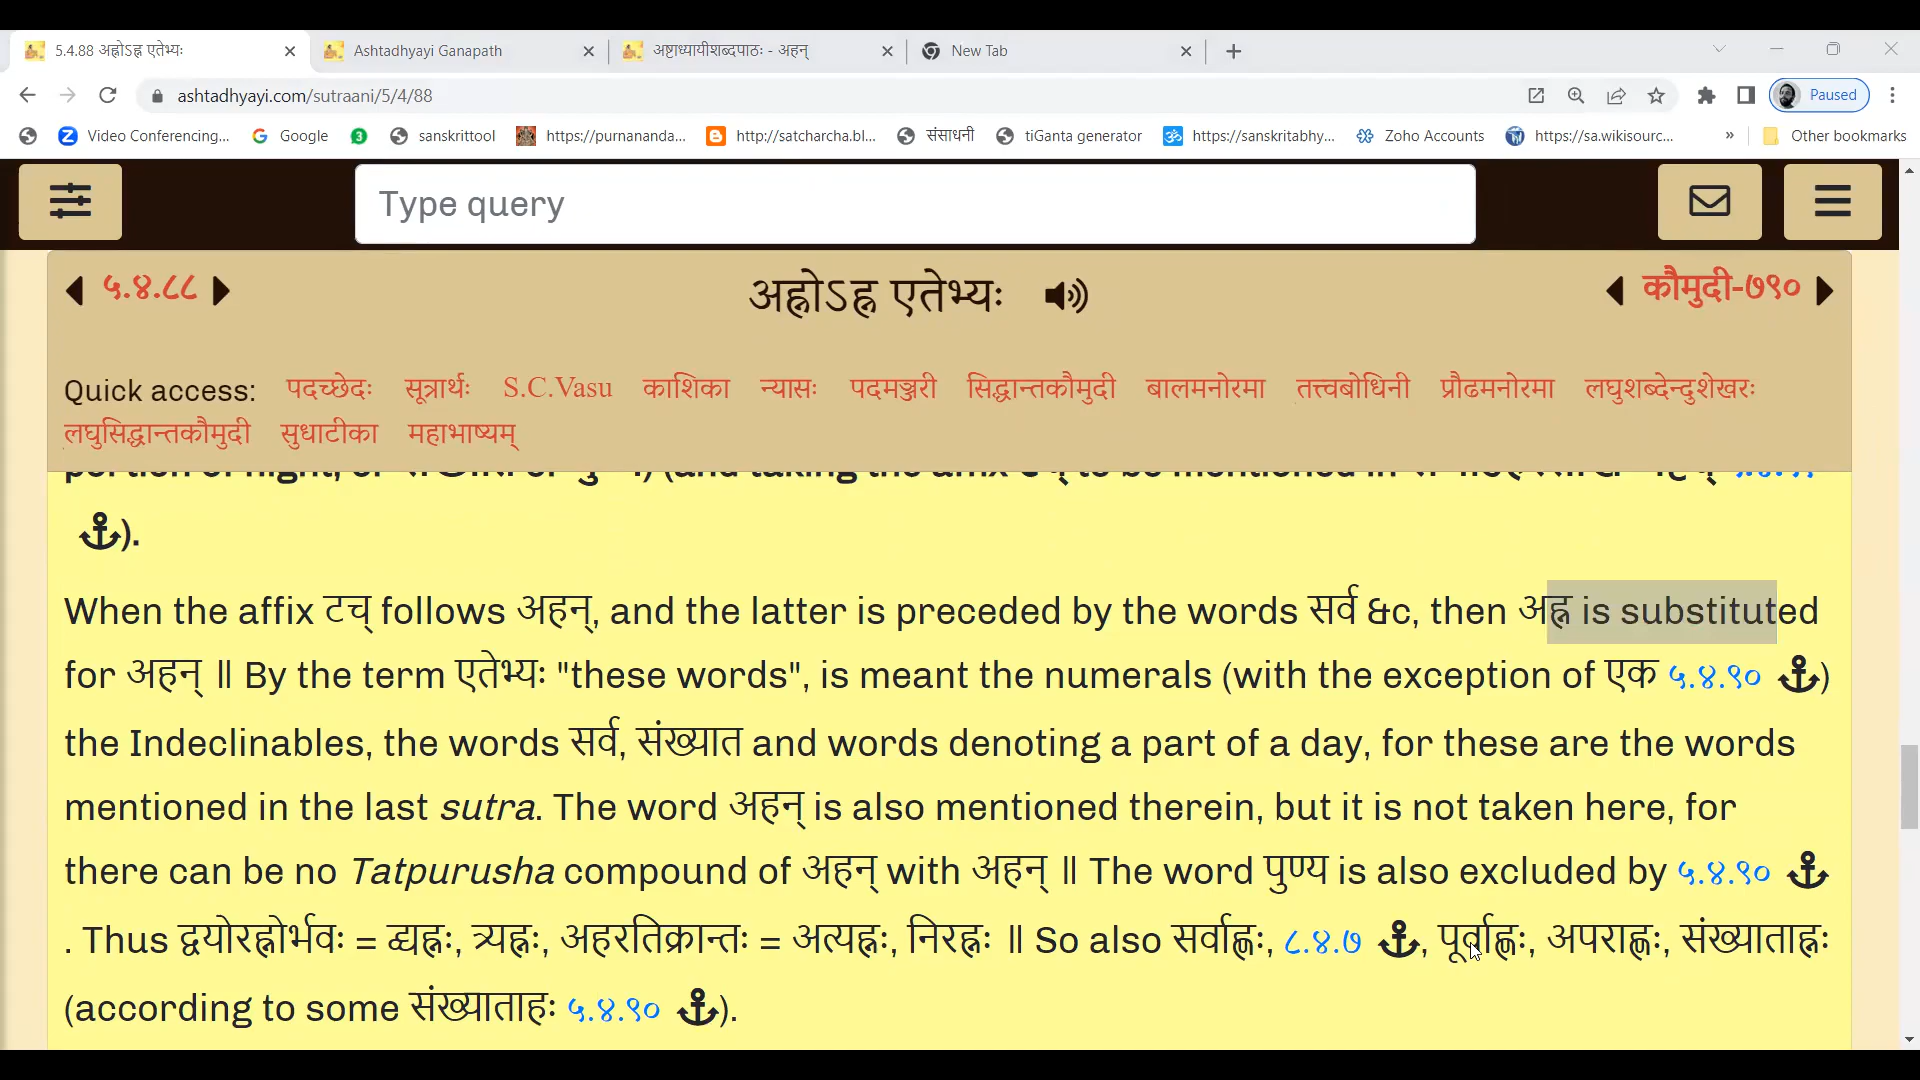 5.4.88 अह्नोऽह्न एतेभ्यः
Ashtadhyayi Ganapath
अष्टाध्यायीशब्दपाठः - अहन्
New Tab
ashtadhyayi.com/sutraani/5/4/88
Paused
Video Conferencing...
Google
3
sanskrittool
https://purnananda...
http://satcharcha.bl...
संसाधनी
tiGanta generator
https://sanskritabhy...
Zoho Accounts
https://sa.wikisourc...
»
Other bookmarks
Type query
५.४.८८
अह्नोऽह्न एतेभ्यः
कौमुदी-७९०
Quick access: पदच्छेदः सूत्रार्थः S.C.Vasu काशिका न्यासः पदमञ्जरी सिद्धान्तकौमुदी बालमनोरमा तत्त्वबोधिनी प्रौढमनोरमा लघुशब्देन्दुशेखरः
लघुसिद्धान्तकौमुदी सुधाटीका महाभाष्यम्
).
When the affix टच् follows अहन्, and the latter is preceded by the words सर्व &c, then अह्न is substituted
for अहन् ॥ By the term एतेभ्यः "these words", is meant the numerals (with the exception of एक ५.४.९० )
the Indeclinables, the words सर्व, संख्यात and words denoting a part of a day, for these are the words
mentioned in the last sutra. The word अहन् is also mentioned therein, but it is not taken here, for
there can be no Tatpurusha compound of अहन् with अहन् ॥ The word पुण्य is also excluded by ५.४.९०
. Thus द्वयोरह्नोर्भवः = द्व्यह्नः, त्र्यह्नः, अहरतिक्रान्तः = अत्यह्नः, निरह्नः ॥ So also सर्वाह्णः, ८.४.७ , पूर्वाह्णः, अपराह्णः, संख्याताह्नः
(according to some संख्याताहः ५.४.९० ).